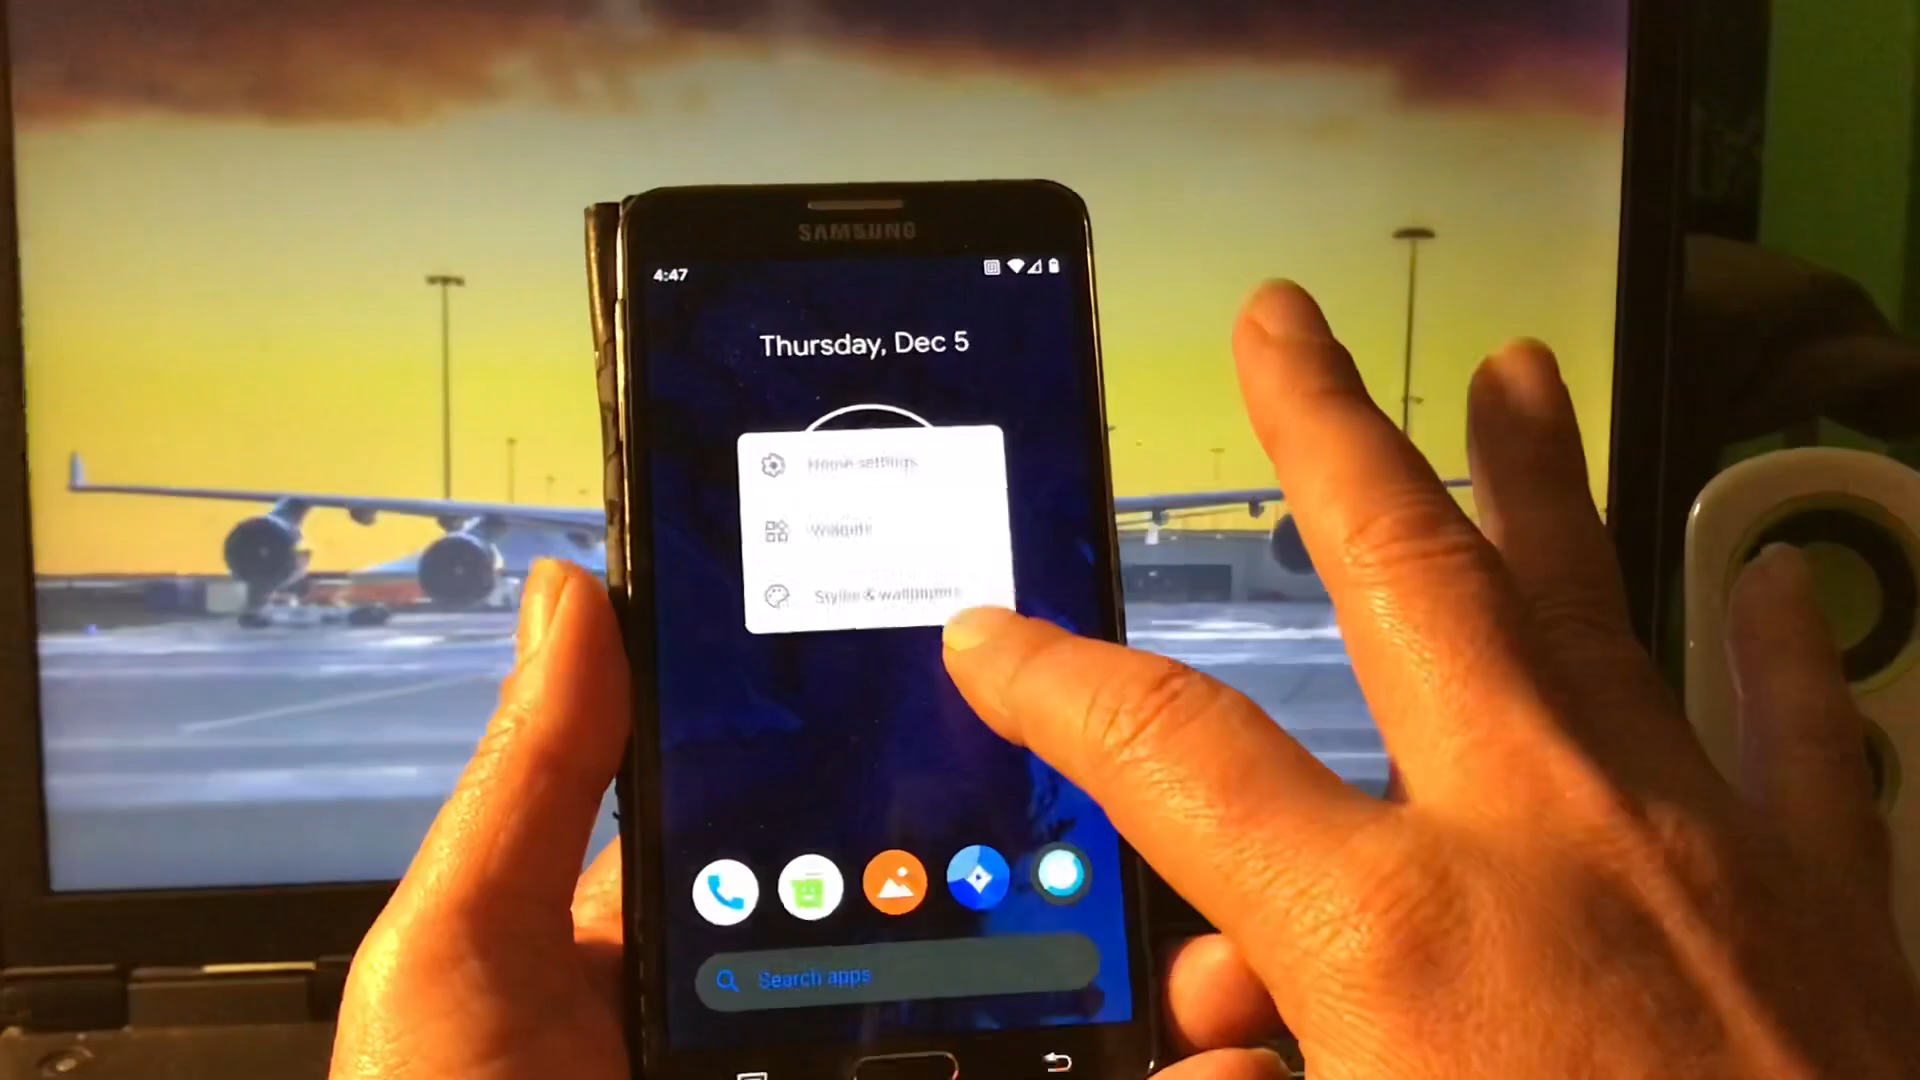 SAMSUNG
4:47
Thursday, Dec 5
Home settings
Widgets
Styles & wallpapers
Search apps